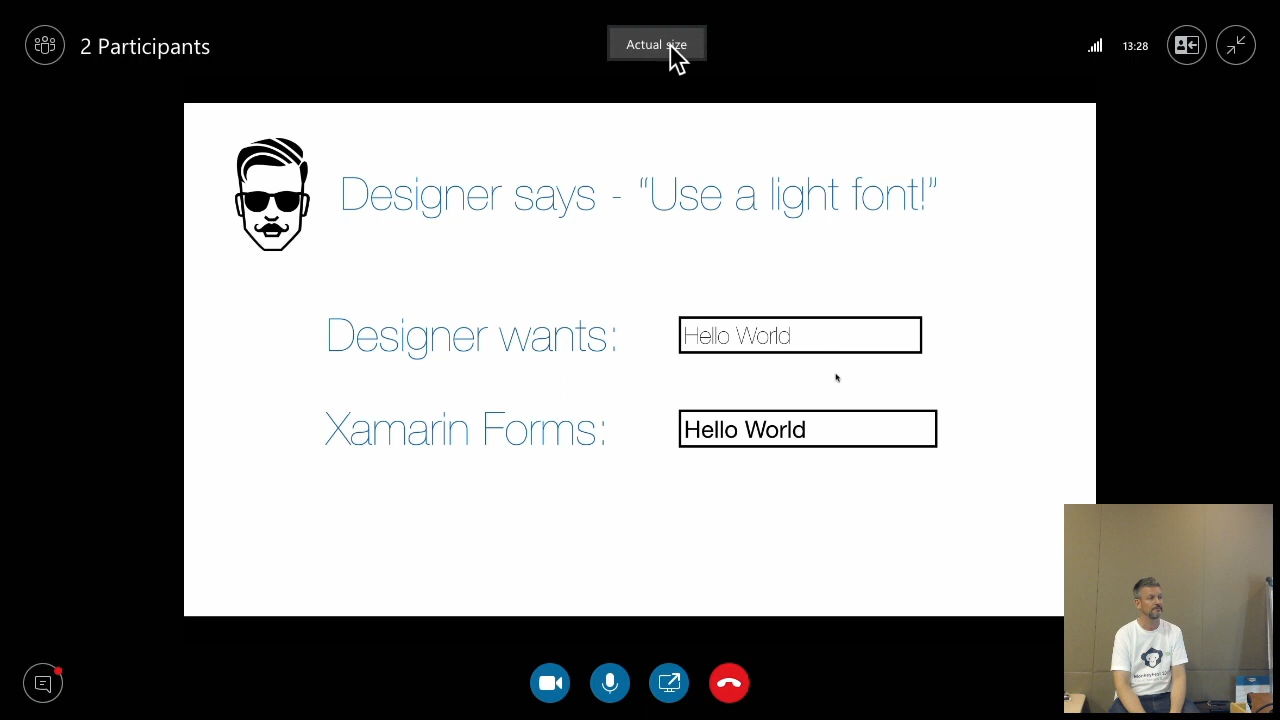 2 Participants
Actual size
13:28
Designer says - “Use a light font!”
Designer wants:
Hello World
Xamarin Forms:
Hello World